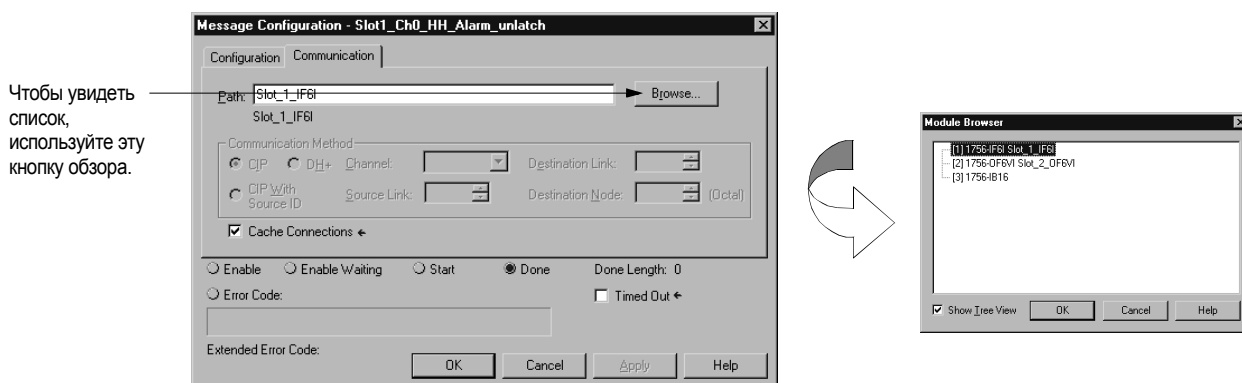 Чтобы увидеть
список,
используйте эту
кнопку обзора.
Message Configuration - Slot1_Ch0_HH_Alarm_unlatch
Configuration Communication
Path: Slot_1_IF6I Browse...
Slot_1_IF6I
Communication Method
CIP DH+ Channel: Destination Link:
CIP With
Source ID Source Link: Destination Node: (Octal)
Cache Connections
Enable Enable Waiting Start Done Done Length: 0
Error Code: Timed Out
Extended Error Code:
OK Cancel Apply Help
Module Browser
[1] 1756-IF6I Slot_1_IF6I
[2] 1756-OF6VI Slot_2_OF6VI
[3] 1756-IB16
Show Tree View OK Cancel Help